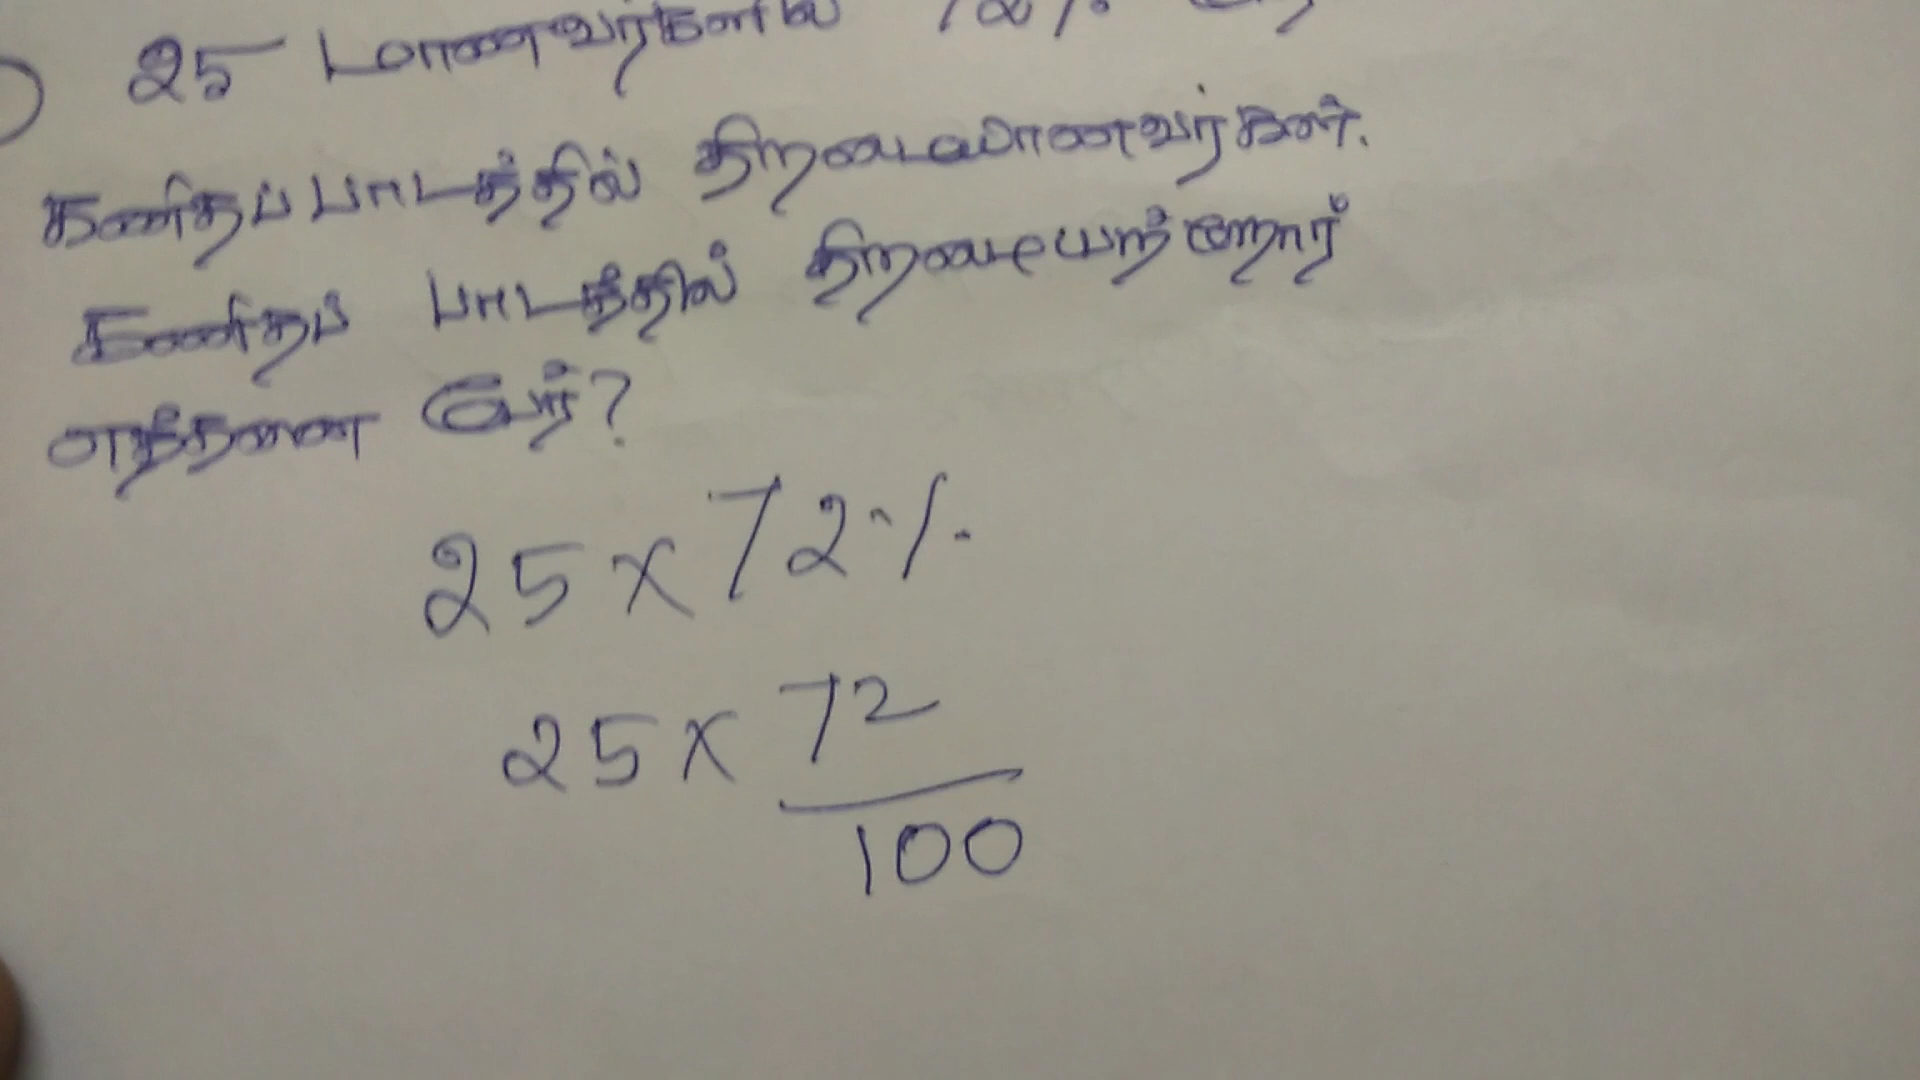 25 மாணவர்களில் 72%
கணிதப்பாடத்தில் திறமையானவர்கள்.
கணிதப் பாடத்தில் திறமையற்றோர்
எத்தனை பேர்?
25 x 72%
25 x 72
100